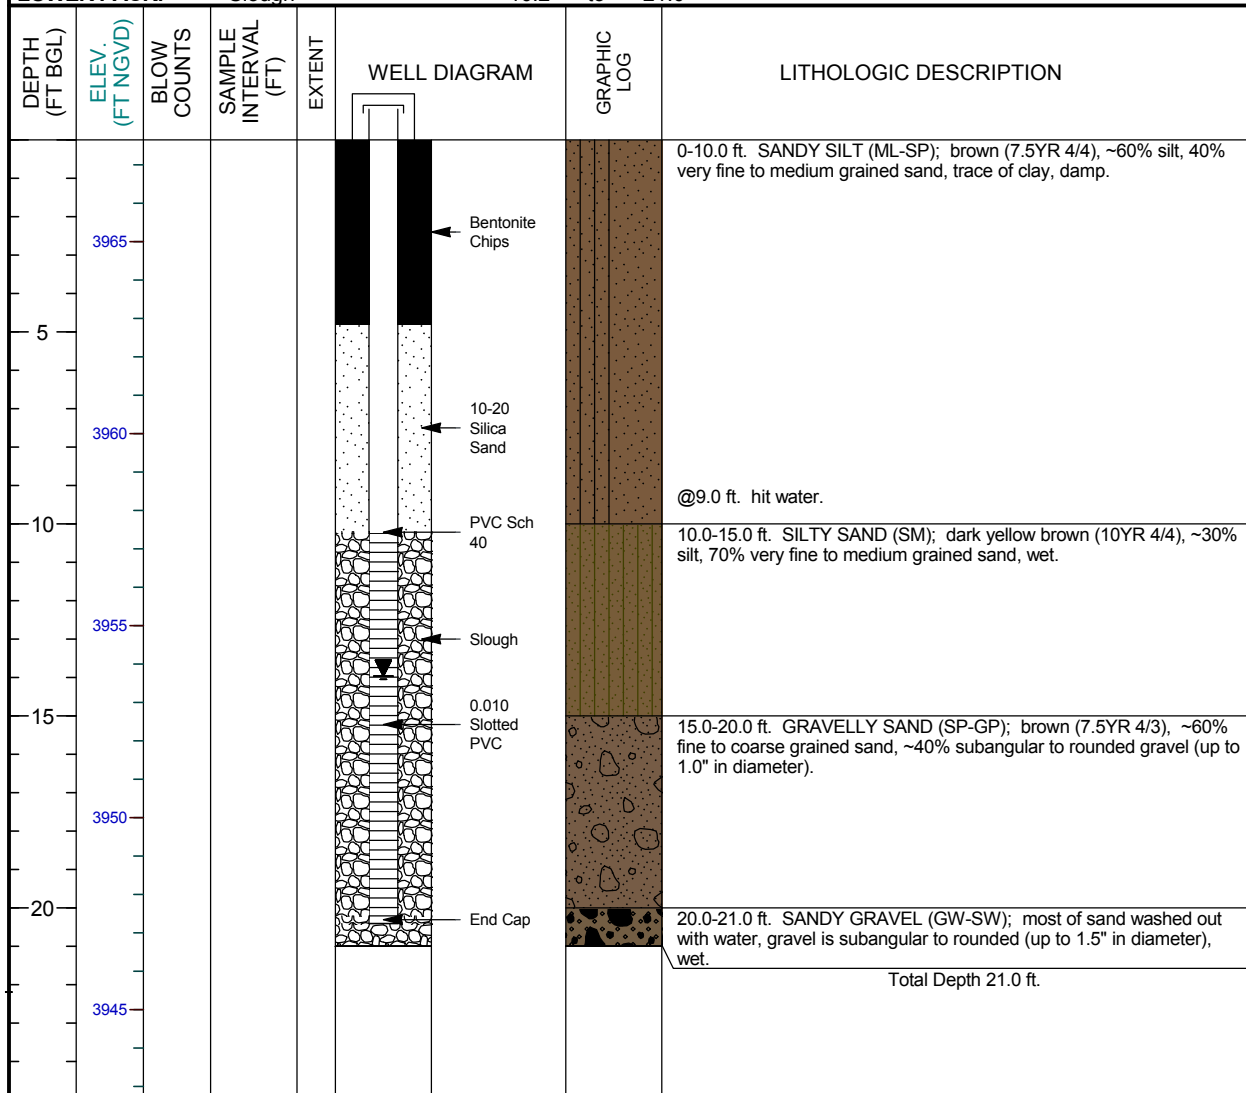 DEPTH (FT BGL)
ELEV. (FT NGVD)
BLOW COUNTS
SAMPLE INTERVAL (FT)
EXTENT
WELL DIAGRAM
GRAPHIC LOG
LITHOLOGIC DESCRIPTION
0-10.0 ft. SANDY SILT (ML-SP); brown (7.5YR 4/4), ~60% silt, 40%
very fine to medium grained sand, trace of clay, damp.
Bentonite
Chips
3965
5
10-20
Silica
Sand
3960
@9.0 ft. hit water.
10
PVC Sch
40
10.0-15.0 ft. SILTY SAND (SM); dark yellow brown (10YR 4/4), ~30%
silt, 70% very fine to medium grained sand, wet.
3955
Slough
0.010
Slotted
PVC
15
15.0-20.0 ft. GRAVELLY SAND (SP-GP); brown (7.5YR 4/3), ~60%
fine to coarse grained sand, ~40% subangular to rounded gravel (up to
1.0" in diameter).
3950
20
End Cap
20.0-21.0 ft. SANDY GRAVEL (GW-SW); most of sand washed out
with water, gravel is subangular to rounded (up to 1.5" in diameter),
wet.
Total Depth 21.0 ft.
3945